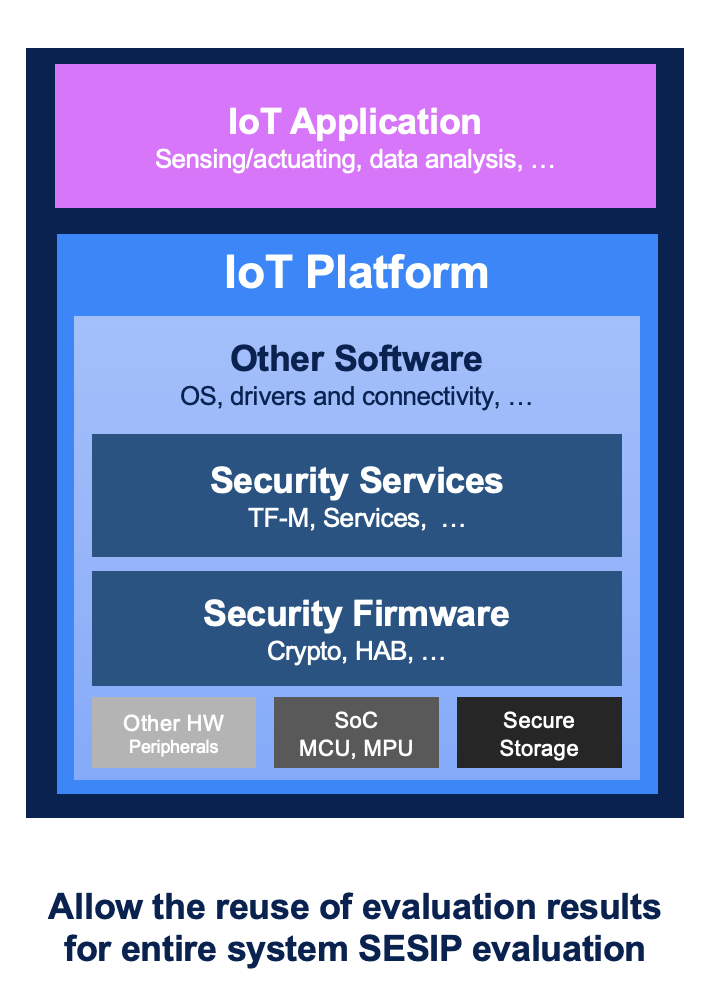 IoT Application
Sensing/actuating, data analysis, …
IoT Platform
Other Software
OS, drivers and connectivity, …
Security Services
TF-M, Services, …
Security Firmware
Crypto, HAB, …
Other HW
Peripherals
SoC
MCU, MPU
Secure
Storage
Allow the reuse of evaluation results
for entire system SESIP evaluation